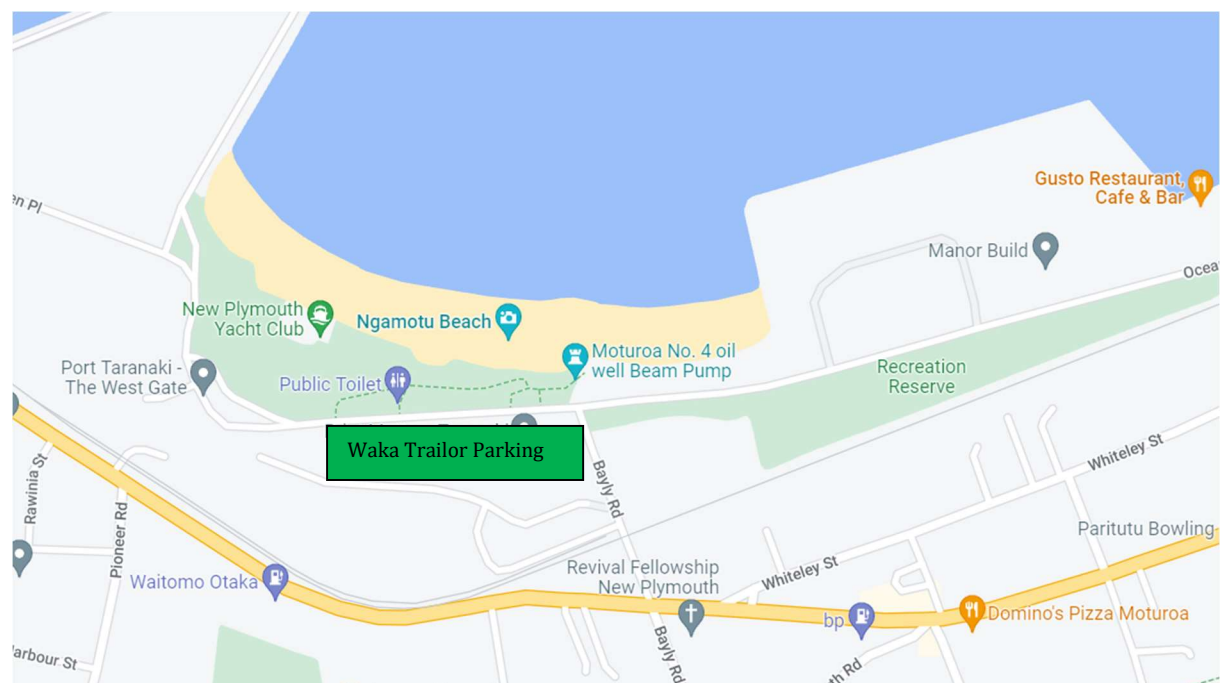 Gusto Restaurant,
Cafe & Bar
en Pl
Manor Build
Ocea
New Plymouth
Yacht Club
Ngamotu Beach
Moturoa No. 4 oil
well Beam Pump
Port Taranaki -
The West Gate
Public Toilet
Recreation
Reserve
Waka Trailor Parking
Whiteley St
Bayly Rd
Rawinia St
Pioneer Rd
Paritutu Bowling
Revival Fellowship
New Plymouth
Whiteley St
Waitomo Otaka
bp
Domino's Pizza Moturoa
Bayly Rd
arbour St
th Rd